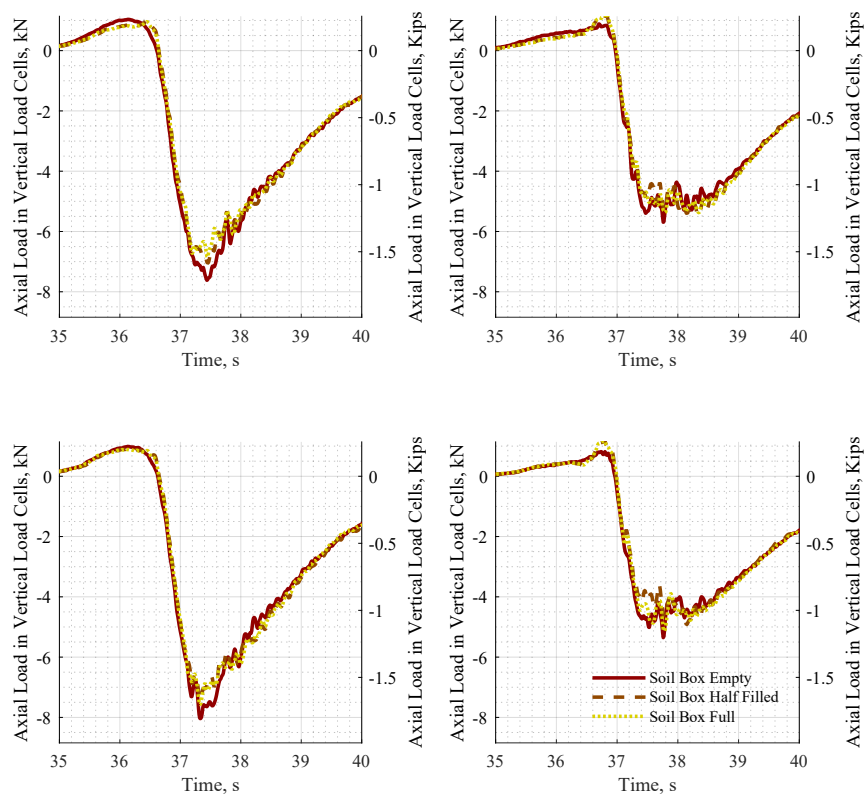 Axial Load in Vertical Load Cells, kN
0
-2
-4
-6
-8
35 36 37 38 39 40
Time, s
0
-0.5
-1
-1.5
Axial Load in Vertical Load Cells, Kips
Axial Load in Vertical Load Cells, kN
0
-2
-4
-6
-8
35 36 37 38 39 40
Time, s
0
-0.5
-1
-1.5
Axial Load in Vertical Load Cells, Kips
Axial Load in Vertical Load Cells, kN
0
-2
-4
-6
-8
35 36 37 38 39 40
Time, s
0
-0.5
-1
-1.5
Axial Load in Vertical Load Cells, Kips
Axial Load in Vertical Load Cells, kN
0
-2
-4
-6
-8
Soil Box Empty
Soil Box Half Filled
Soil Box Full
35 36 37 38 39 40
Time, s
0
-0.5
-1
-1.5
Axial Load in Vertical Load Cells, Kips